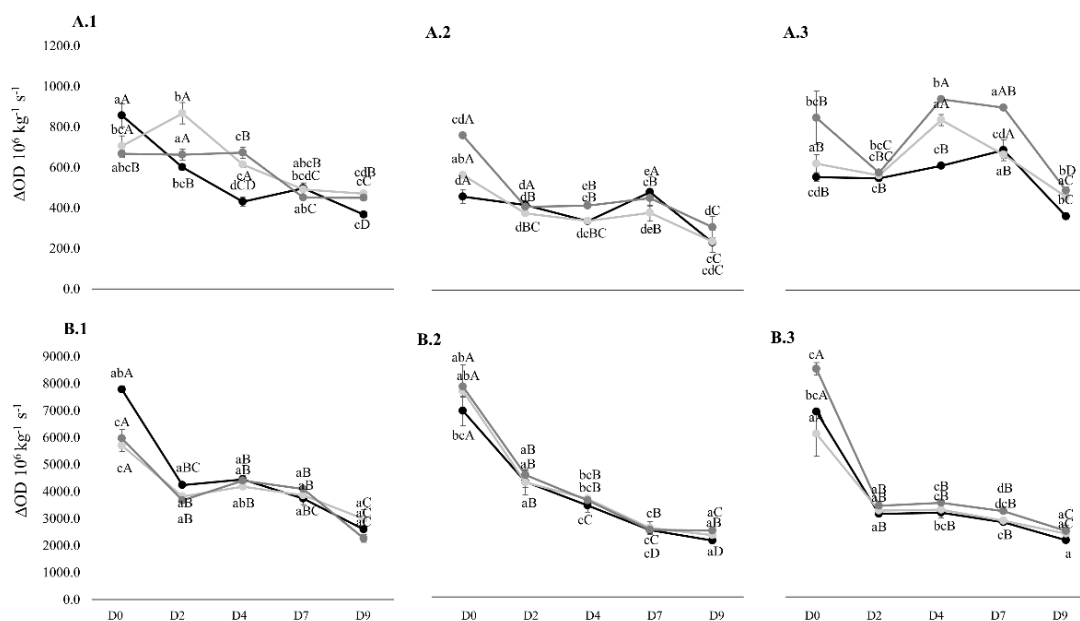 A.1
A.2
A.3
1200.0
1000.0
800.0
600.0
400.0
200.0
0.0
ΔOD 10⁶ kg⁻¹ s⁻¹
aA
bcA
abcB
bA
aA
bcB
cB
cA
dCD
abcB
bcdC
abC
cdB
cC
cD
cdA
abA
dA
dA
dB
dBC
cB
cB
dcBC
eA
cB
deB
dC
cC
cdC
bcB
aB
cdB
bcC
cBC
cB
bA
aA
cB
aAB
cdA
aB
bD
aC
bC
B.1
B.2
B.3
9000.0
8000.0
7000.0
6000.0
5000.0
4000.0
3000.0
2000.0
1000.0
0.0
ΔOD 10⁶ kg⁻¹ s⁻¹
abA
cA
cA
aBC
aB
aB
aB
aB
abB
aB
aB
aBC
aC
aC
aC
abA
abA
bcA
aB
aB
aB
bcB
bcB
cC
cB
cC
cD
aC
aB
aD
cA
bcA
aA
aB
aB
aB
cB
cB
bcB
dB
dcB
cB
aC
aC
a
D0 D2 D4 D7 D9
D0 D2 D4 D7 D9
D0 D2 D4 D7 D9